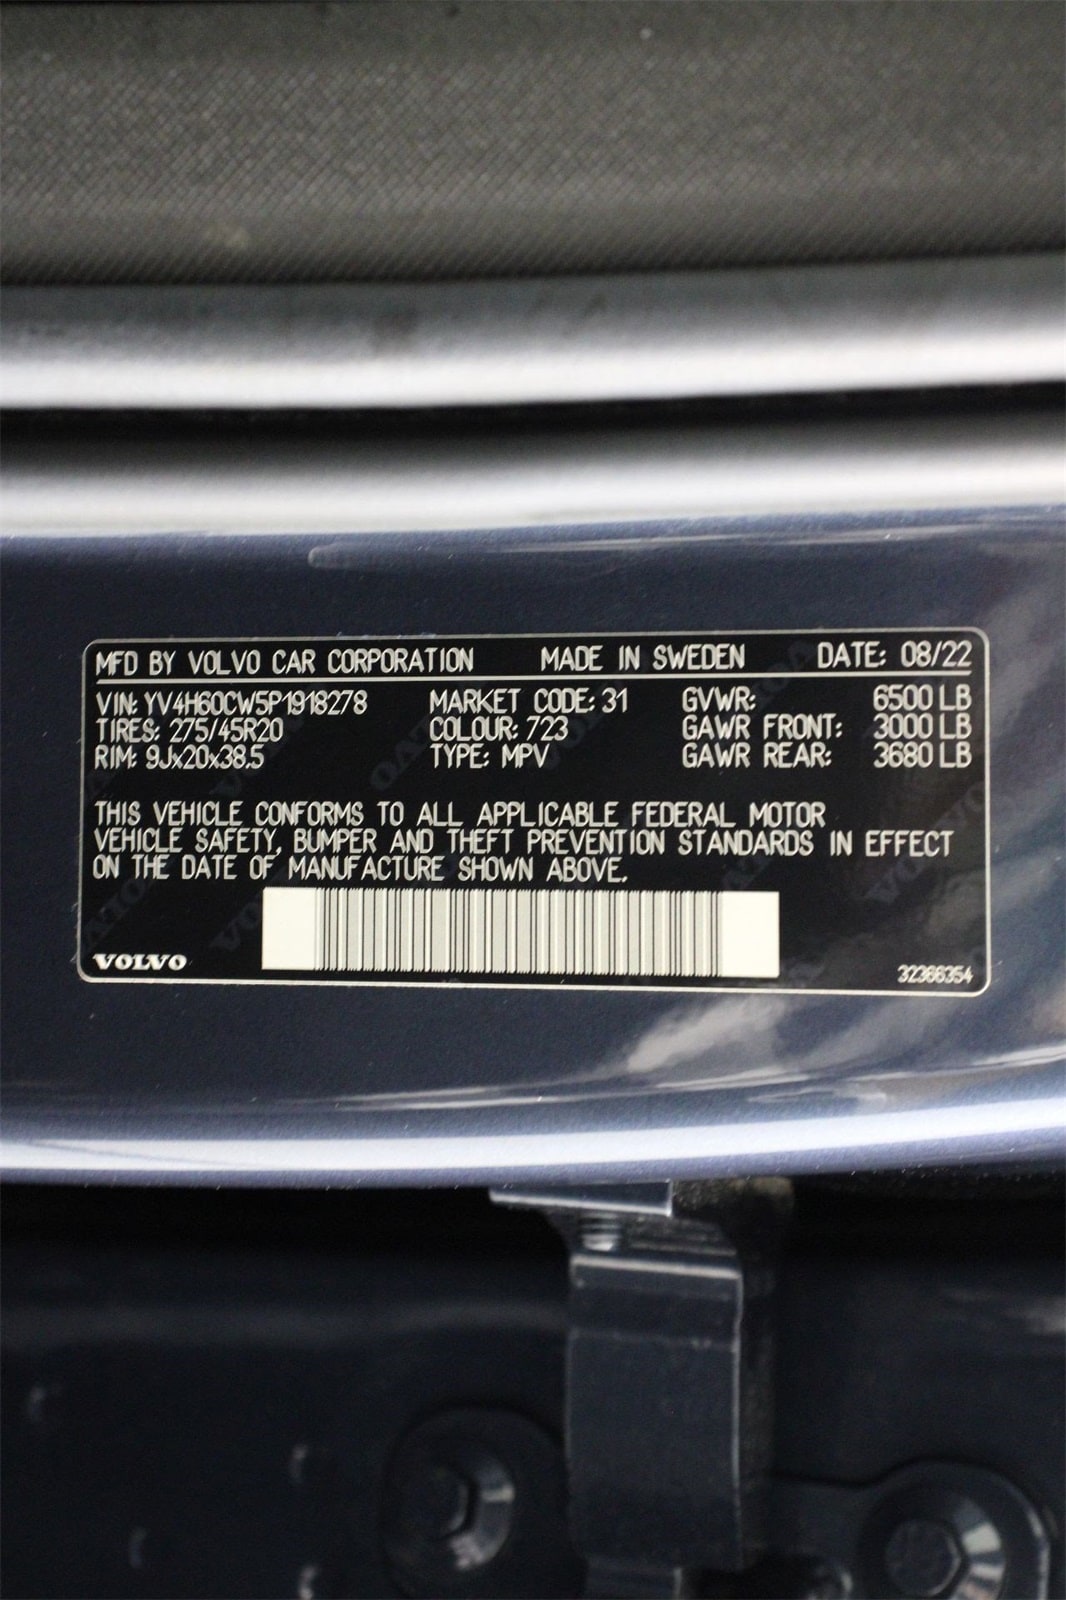 MFD BY VOLVO CAR CORPORATION MADE IN SWEDEN DATE: 08/22
VIN: YV4H60CW5P1918278 MARKET CODE: 31 GVWR: 6500 LB
TIRES: 275/45R20 COLOUR: 723 GAWR FRONT: 3000 LB
RIM: 9Jx20x38.5 TYPE: MPV GAWR REAR: 3680 LB
THIS VEHICLE CONFORMS TO ALL APPLICABLE FEDERAL MOTOR
VEHICLE SAFETY, BUMPER AND THEFT PREVENTION STANDARDS IN EFFECT
ON THE DATE OF MANUFACTURE SHOWN ABOVE.
VOLVO 32366354